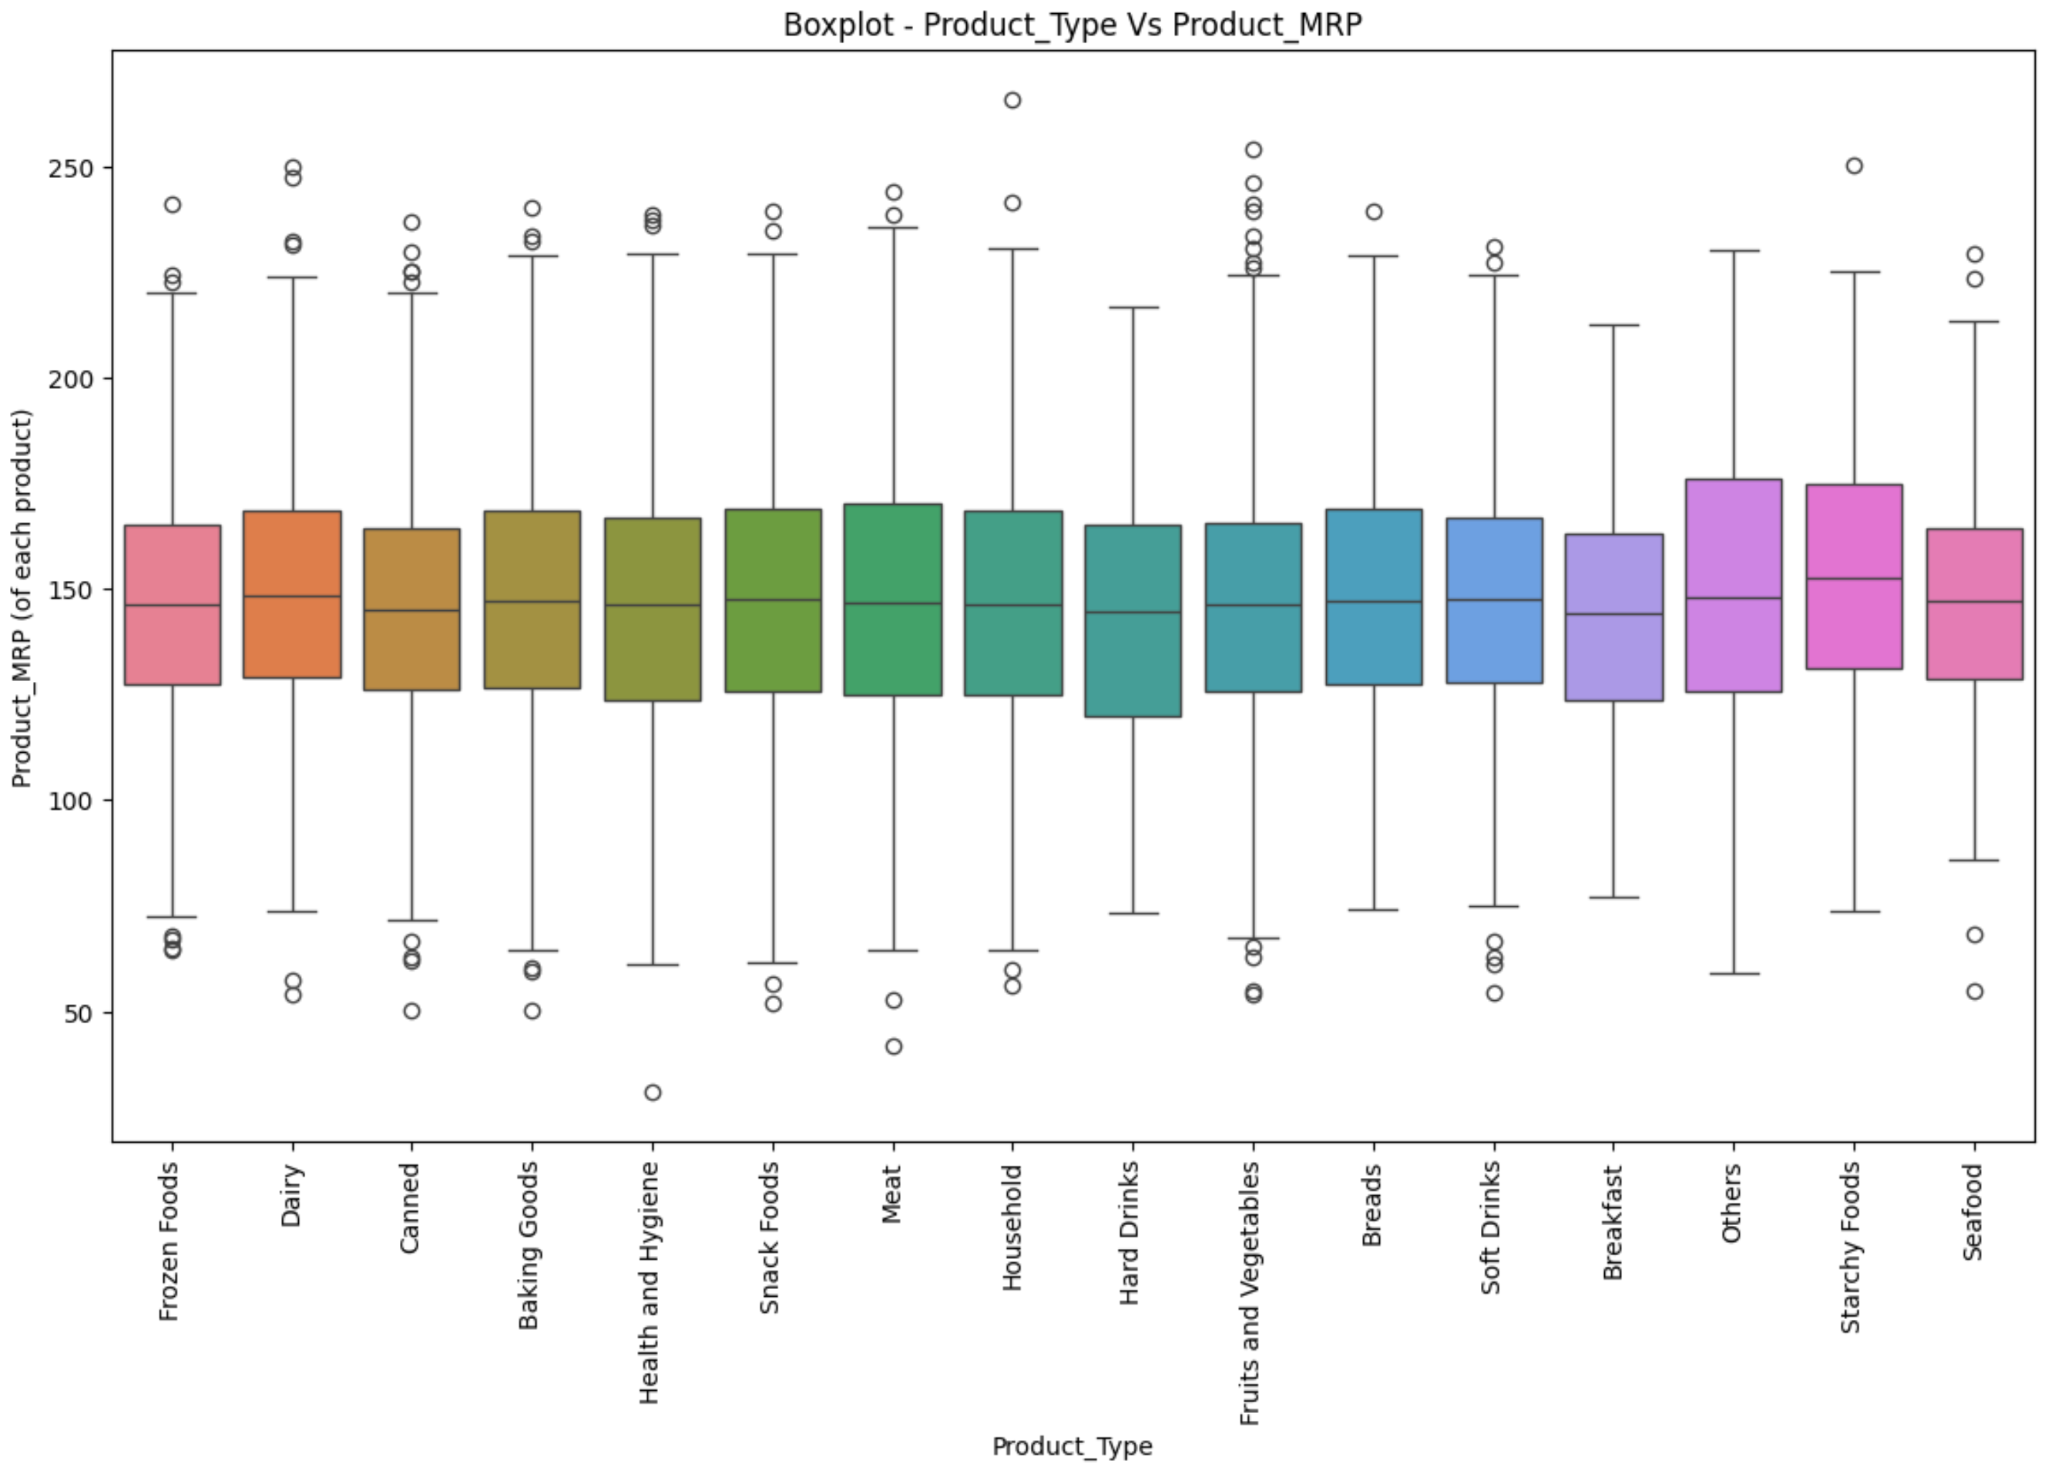 Boxplot - Product_Type Vs Product_MRP
Product_MRP (of each product)
250
200
150
100
50
Frozen Foods
Dairy
Canned
Baking Goods
Health and Hygiene
Snack Foods
Meat
Household
Hard Drinks
Fruits and Vegetables
Breads
Soft Drinks
Breakfast
Others
Starchy Foods
Seafood
Product_Type